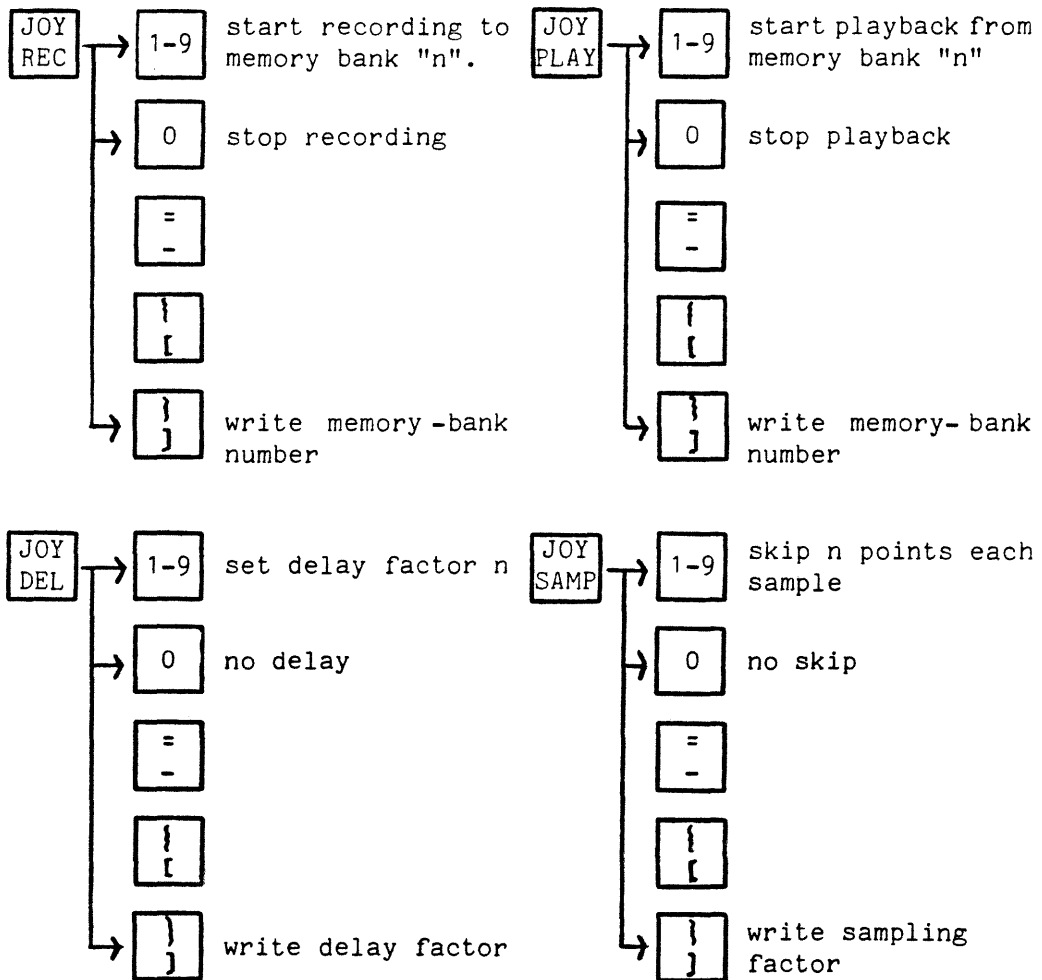 JOY
REC
1-9
start recording to
memory bank "n".
0
stop recording
=
-
{
[
}
]
write memory-bank
number
JOY
PLAY
1-9
start playback from
memory bank "n"
0
stop playback
=
-
{
[
}
]
write memory-bank
number
JOY
DEL
1-9
set delay factor n
0
no delay
=
-
{
[
}
]
write delay factor
JOY
SAMP
1-9
skip n points each
sample
0
no skip
=
-
{
[
}
]
write sampling
factor